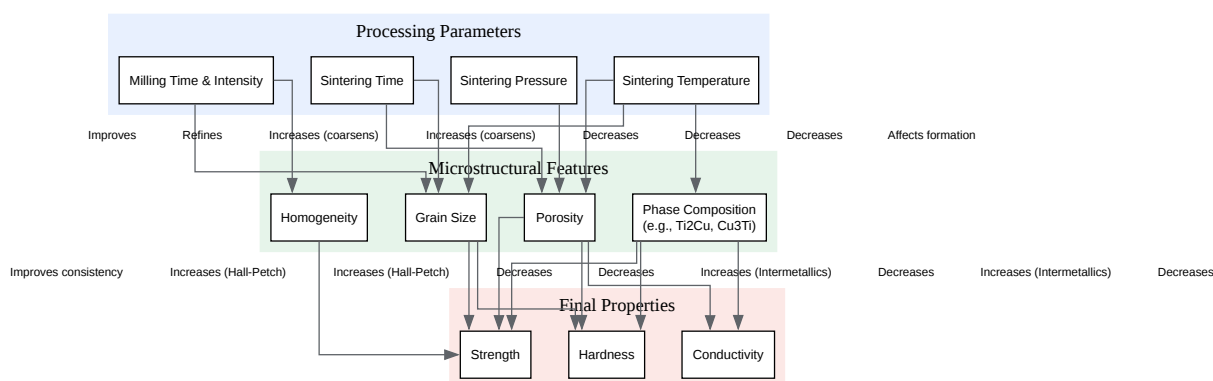 Processing Parameters
Milling Time & Intensity
Sintering Time
Sintering Pressure
Sintering Temperature
Improves
Refines
Increases (coarsens)
Increases (coarsens)
Decreases
Decreases
Decreases
Affects formation
Microstructural Features
Homogeneity
Grain Size
Porosity
Phase Composition
(e.g., Ti2Cu, Cu3Ti)
Improves consistency
Increases (Hall-Petch)
Increases (Hall-Petch)
Decreases
Decreases
Increases (Intermetallics)
Decreases
Increases (Intermetallics)
Decreases
Final Properties
Strength
Hardness
Conductivity